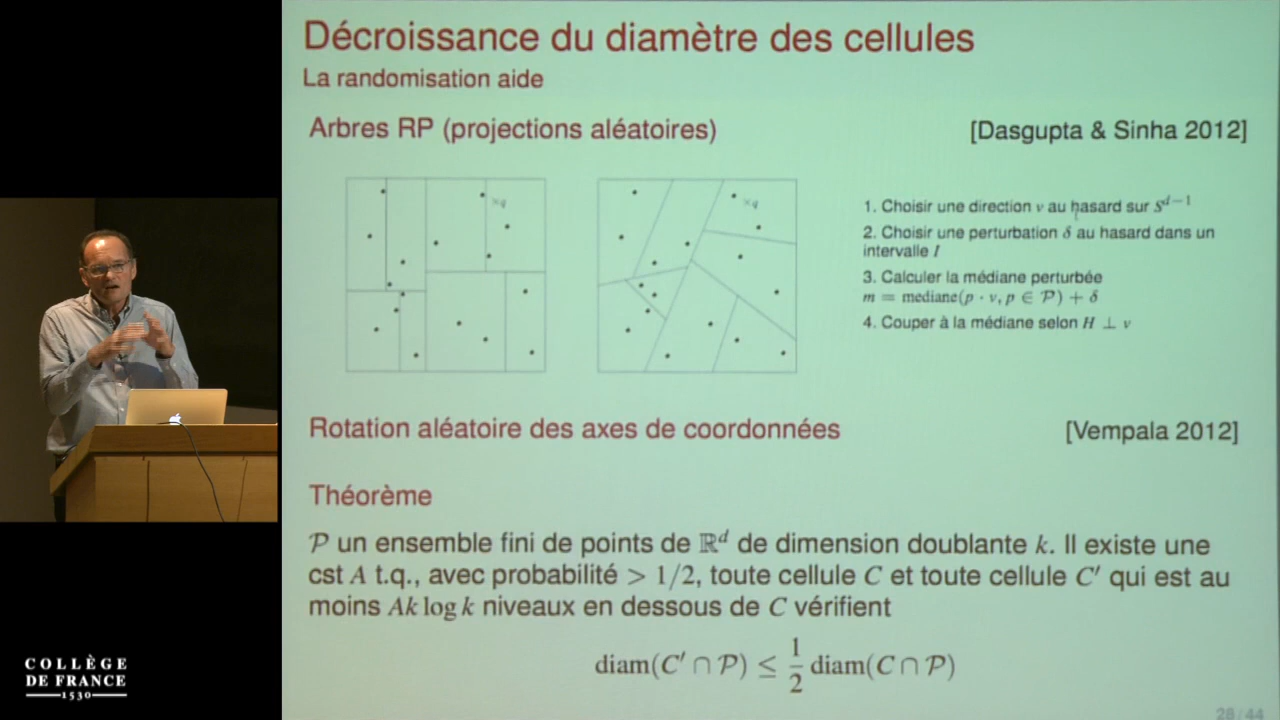 Décroissance du diamètre des cellules
La randomisation aide
Arbres RP (projections aléatoires)
[Dasgupta & Sinha 2012]
×q
×q
1. Choisir une direction v au hasard sur S^{d−1}
2. Choisir une perturbation δ au hasard dans un
intervalle I
3. Calculer la médiane perturbée
m = mediane(p · v, p ∈ P) + δ
4. Couper à la médiane selon H ⊥ v
Rotation aléatoire des axes de coordonnées
[Vempala 2012]
Théorème
P un ensemble fini de points de ℝ^d de dimension doublante k. Il existe une
cst A t.q., avec probabilité > 1/2, toute cellule C et toute cellule C′ qui est au
moins Ak log k niveaux en dessous de C vérifient
diam(C′ ∩ P) ≤ 1/2 diam(C ∩ P)
28/44
COLLÈGE
DE FRANCE
1530